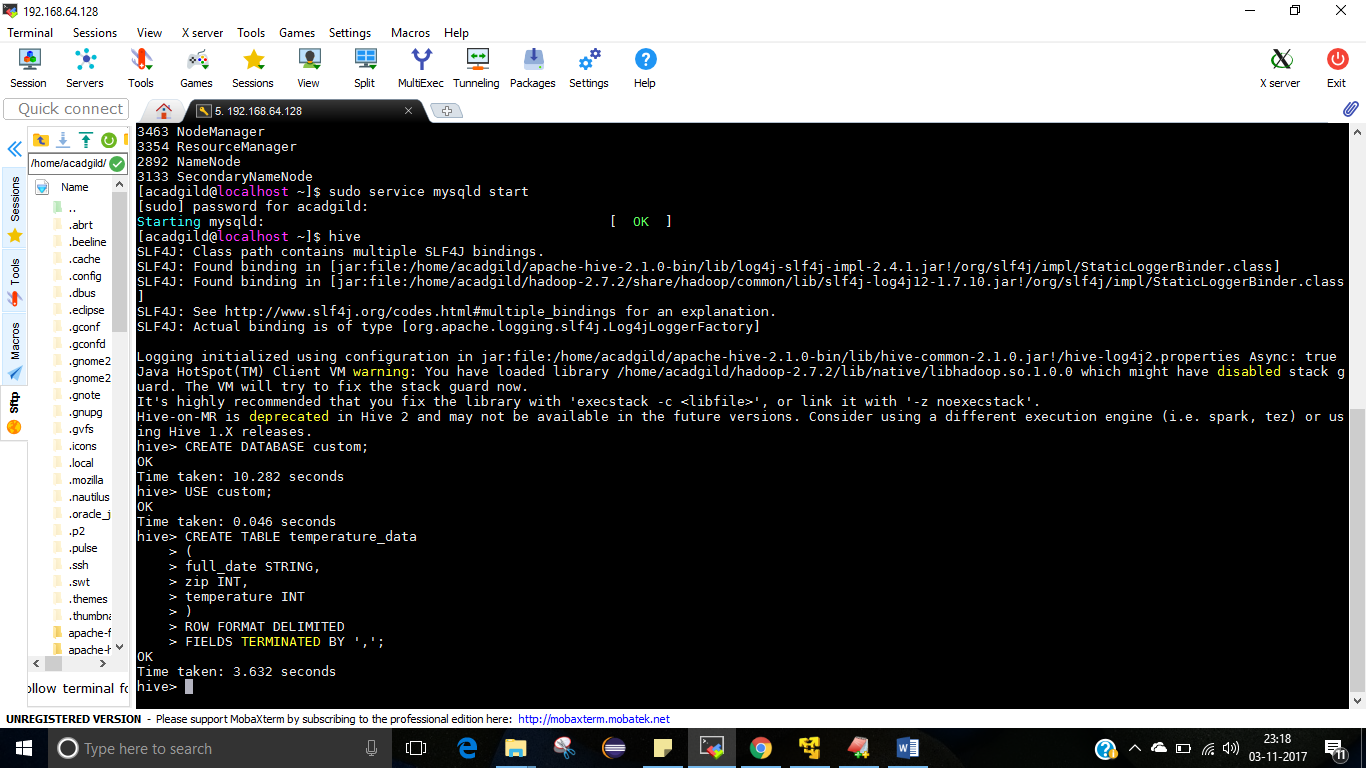 192.168.64.128
Terminal Sessions View X server Tools Games Settings Macros Help
Session Servers Tools Games Sessions View Split MultiExec Tunneling Packages Settings Help X server Exit
Quick connect
5. 192.168.64.128
/home/acadgild/
Name
..
.abrt
.beeline
.cache
.config
.dbus
.eclipse
.gconf
.gconfd
.gnome2
.gnome2
.gnote
.gnupg
.gvfs
.icons
.local
.mozilla
.nautilus
.oracle_j
.p2
.pulse
.ssh
.swt
.themes
.thumbna
apache-f
apache-h
ollow terminal fo
Sessions
Tools
Macros
Sftp
3463 NodeManager
3354 ResourceManager
2892 NameNode
3133 SecondaryNameNode
[acadgild@localhost ~]$ sudo service mysqld start
[sudo] password for acadgild:
Starting mysqld: [ OK ]
[acadgild@localhost ~]$ hive
SLF4J: Class path contains multiple SLF4J bindings.
SLF4J: Found binding in [jar:file:/home/acadgild/apache-hive-2.1.0-bin/lib/log4j-slf4j-impl-2.4.1.jar!/org/slf4j/impl/StaticLoggerBinder.class]
SLF4J: Found binding in [jar:file:/home/acadgild/hadoop-2.7.2/share/hadoop/common/lib/slf4j-log4j12-1.7.10.jar!/org/slf4j/impl/StaticLoggerBinder.class
]
SLF4J: See http://www.slf4j.org/codes.html#multiple_bindings for an explanation.
SLF4J: Actual binding is of type [org.apache.logging.slf4j.Log4jLoggerFactory]
Logging initialized using configuration in jar:file:/home/acadgild/apache-hive-2.1.0-bin/lib/hive-common-2.1.0.jar!/hive-log4j2.properties Async: true
Java HotSpot(TM) Client VM warning: You have loaded library /home/acadgild/hadoop-2.7.2/lib/native/libhadoop.so.1.0.0 which might have disabled stack g
uard. The VM will try to fix the stack guard now.
It's highly recommended that you fix the library with 'execstack -c <libfile>', or link it with '-z noexecstack'.
Hive-on-MR is deprecated in Hive 2 and may not be available in the future versions. Consider using a different execution engine (i.e. spark, tez) or us
ing Hive 1.X releases.
hive> CREATE DATABASE custom;
OK
Time taken: 10.282 seconds
hive> USE custom;
OK
Time taken: 0.046 seconds
hive> CREATE TABLE temperature_data
> (
> full_date STRING,
> zip INT,
> temperature INT
> )
> ROW FORMAT DELIMITED
> FIELDS TERMINATED BY ',';
OK
Time taken: 3.632 seconds
hive>
UNREGISTERED VERSION - Please support MobaXterm by subscribing to the professional edition here: http://mobaxterm.mobatek.net
Type here to search
23:18
03-11-2017
11